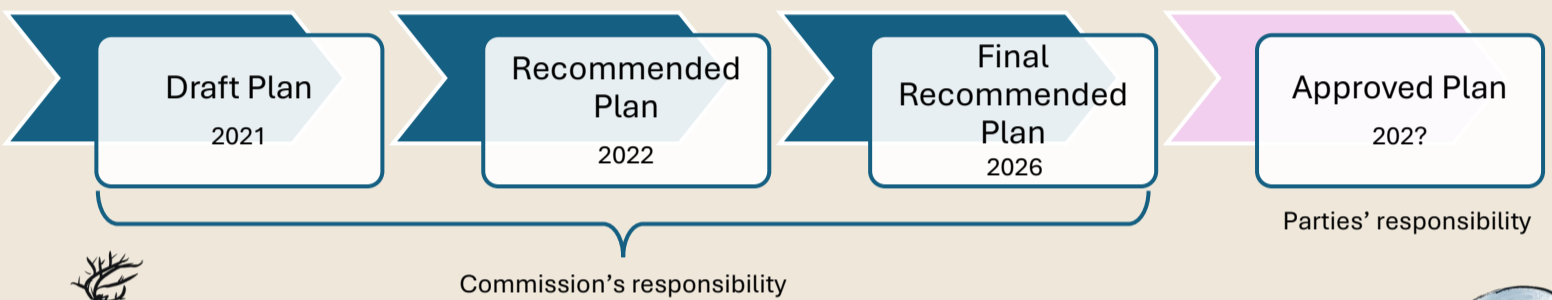 Draft Plan
2021
Recommended
Plan
2022
Final
Recommended
Plan
2026
Approved Plan
202?
Parties’ responsibility
Commission’s responsibility